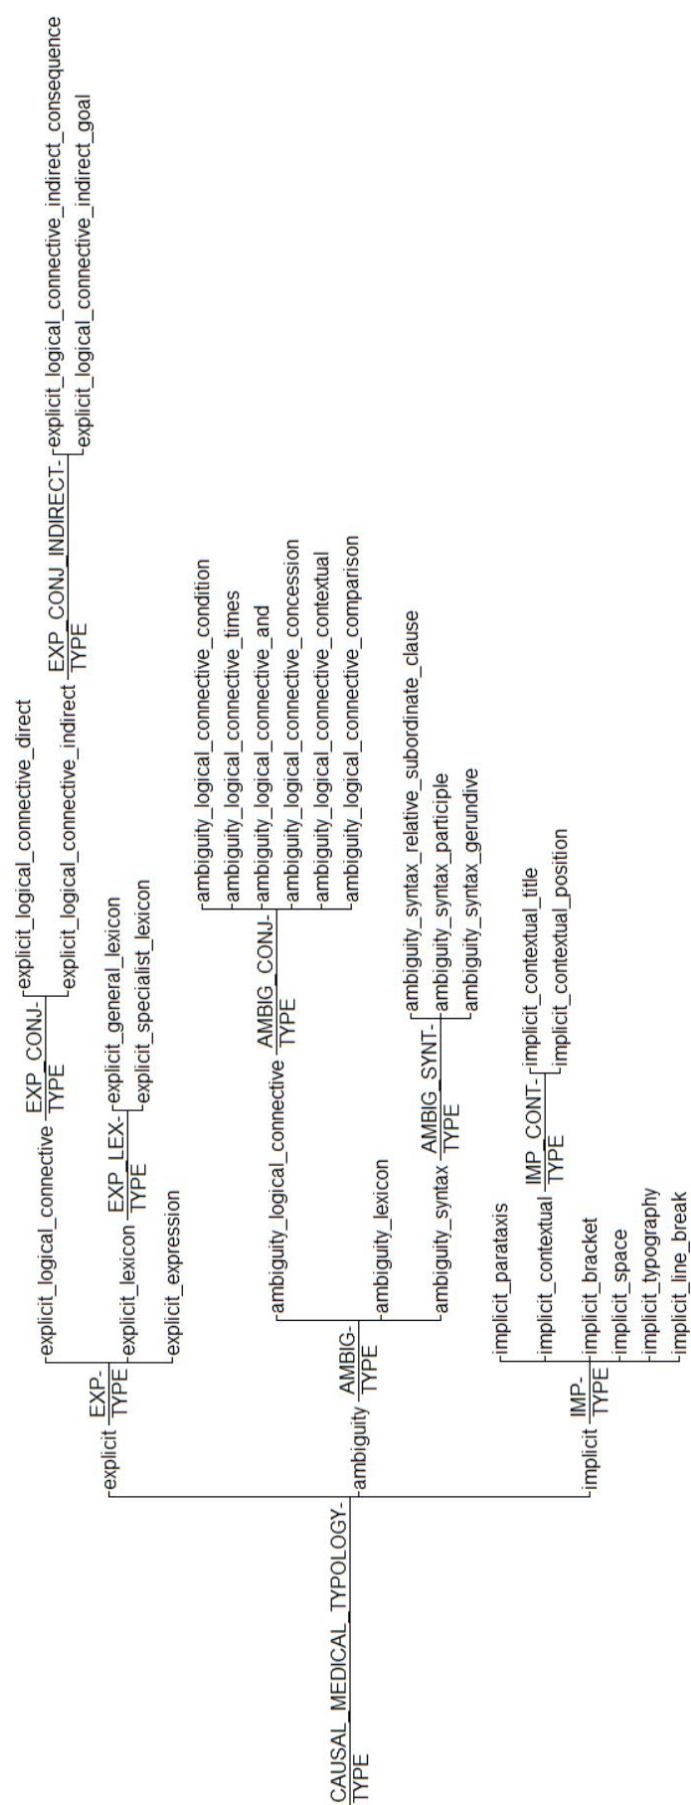 CAUSAL_MEDICAL_TYPOLOGY-
TYPE
explicit
EXP-
TYPE
explicit_logical_connective
EXP_CONJ-
TYPE
explicit_logical_connective_direct
explicit_logical_connective_indirect
EXP_CONJ_INDIRECT-
TYPE
explicit_logical_connective_indirect_consequence
explicit_logical_connective_indirect_goal
explicit_lexicon
EXP_LEX-
TYPE
explicit_general_lexicon
explicit_specialist_lexicon
explicit_expression
ambiguity
AMBIG-
TYPE
ambiguity_logical_connective
AMBIG_CONJ-
TYPE
ambiguity_logical_connective_condition
ambiguity_logical_connective_times
ambiguity_logical_connective_and
ambiguity_logical_connective_concession
ambiguity_logical_connective_contextual
ambiguity_logical_connective_comparison
ambiguity_lexicon
ambiguity_syntax
AMBIG_SYNT-
TYPE
ambiguity_syntax_relative_subordinate_clause
ambiguity_syntax_participle
ambiguity_syntax_gerundive
implicit
IMP-
TYPE
implicit_parataxis
implicit_contextual
IMP_CONT-
TYPE
implicit_contextual_title
implicit_contextual_position
implicit_bracket
implicit_space
implicit_typography
implicit_line_break